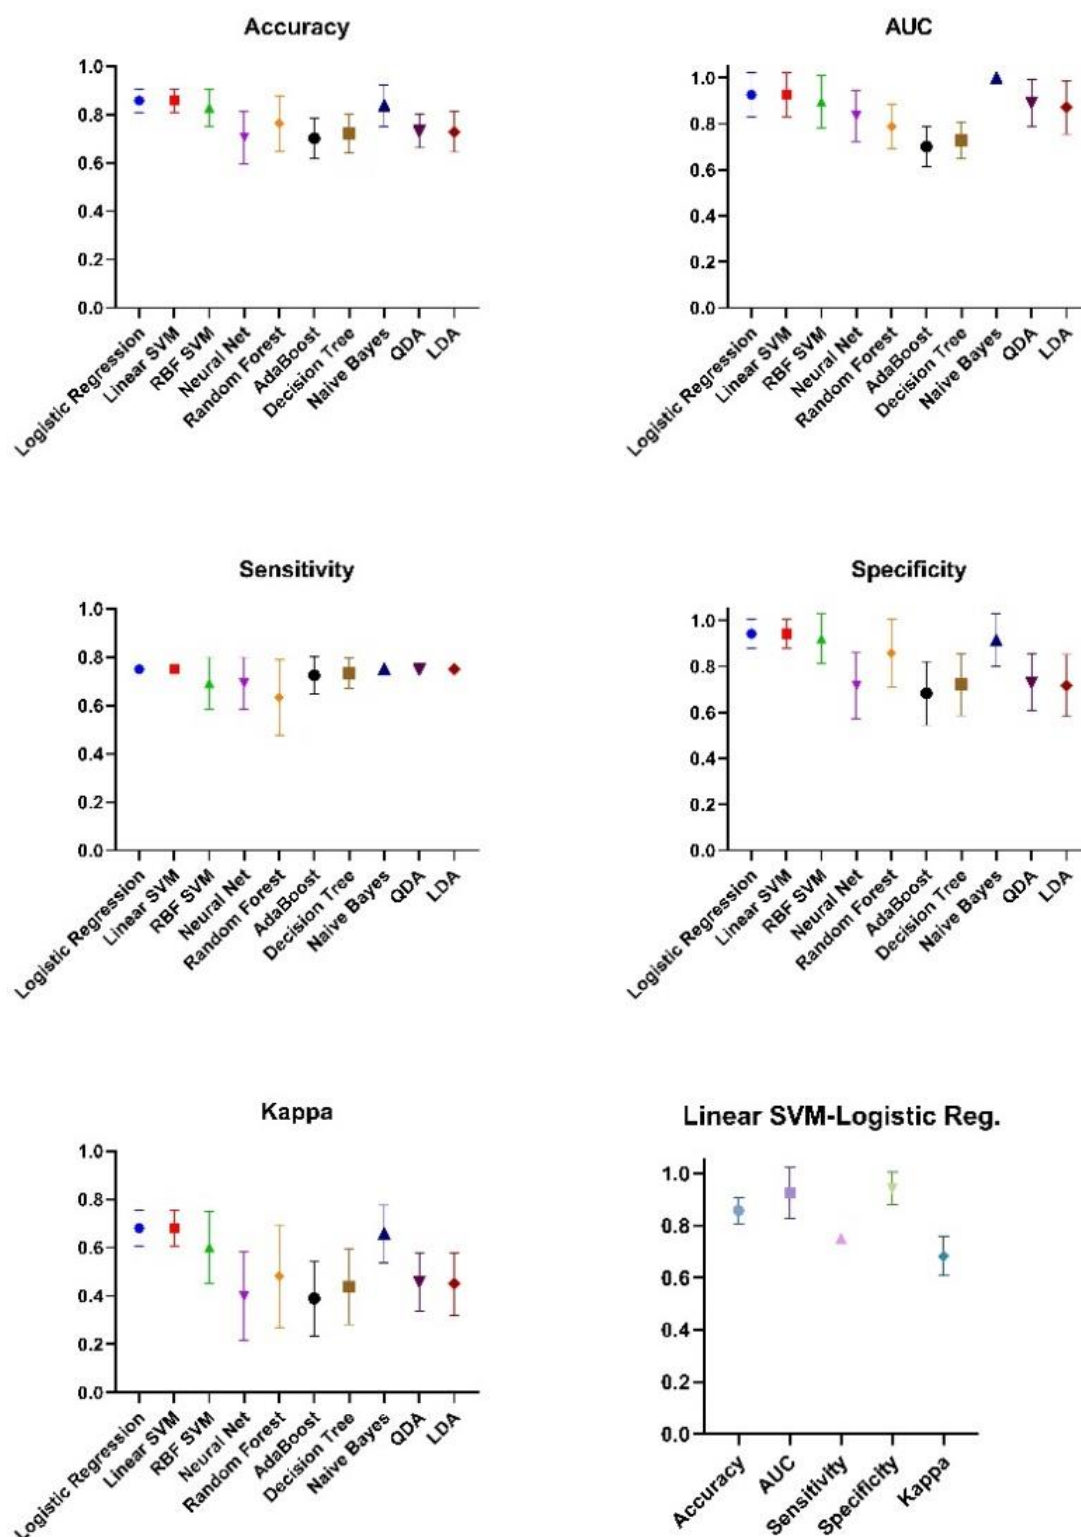 Accuracy
1.0
0.8
0.6
0.4
0.2
0.0
Logistic Regression
Linear SVM
RBF SVM
Neural Net
Random Forest
AdaBoost
Decision Tree
Naive Bayes
QDA
LDA
AUC
1.0
0.8
0.6
0.4
0.2
0.0
Logistic Regression
Linear SVM
RBF SVM
Neural Net
Random Forest
AdaBoost
Decision Tree
Naive Bayes
QDA
LDA
Sensitivity
1.0
0.8
0.6
0.4
0.2
0.0
Logistic Regression
Linear SVM
RBF SVM
Neural Net
Random Forest
AdaBoost
Decision Tree
Naive Bayes
QDA
LDA
Specificity
1.0
0.8
0.6
0.4
0.2
0.0
Logistic Regression
Linear SVM
RBF SVM
Neural Net
Random Forest
AdaBoost
Decision Tree
Naive Bayes
QDA
LDA
Kappa
1.0
0.8
0.6
0.4
0.2
0.0
Logistic Regression
Linear SVM
RBF SVM
Neural Net
Random Forest
AdaBoost
Decision Tree
Naive Bayes
QDA
LDA
Linear SVM-Logistic Reg.
1.0
0.8
0.6
0.4
0.2
0.0
Accuracy
AUC
Sensitivity
Specificity
Kappa